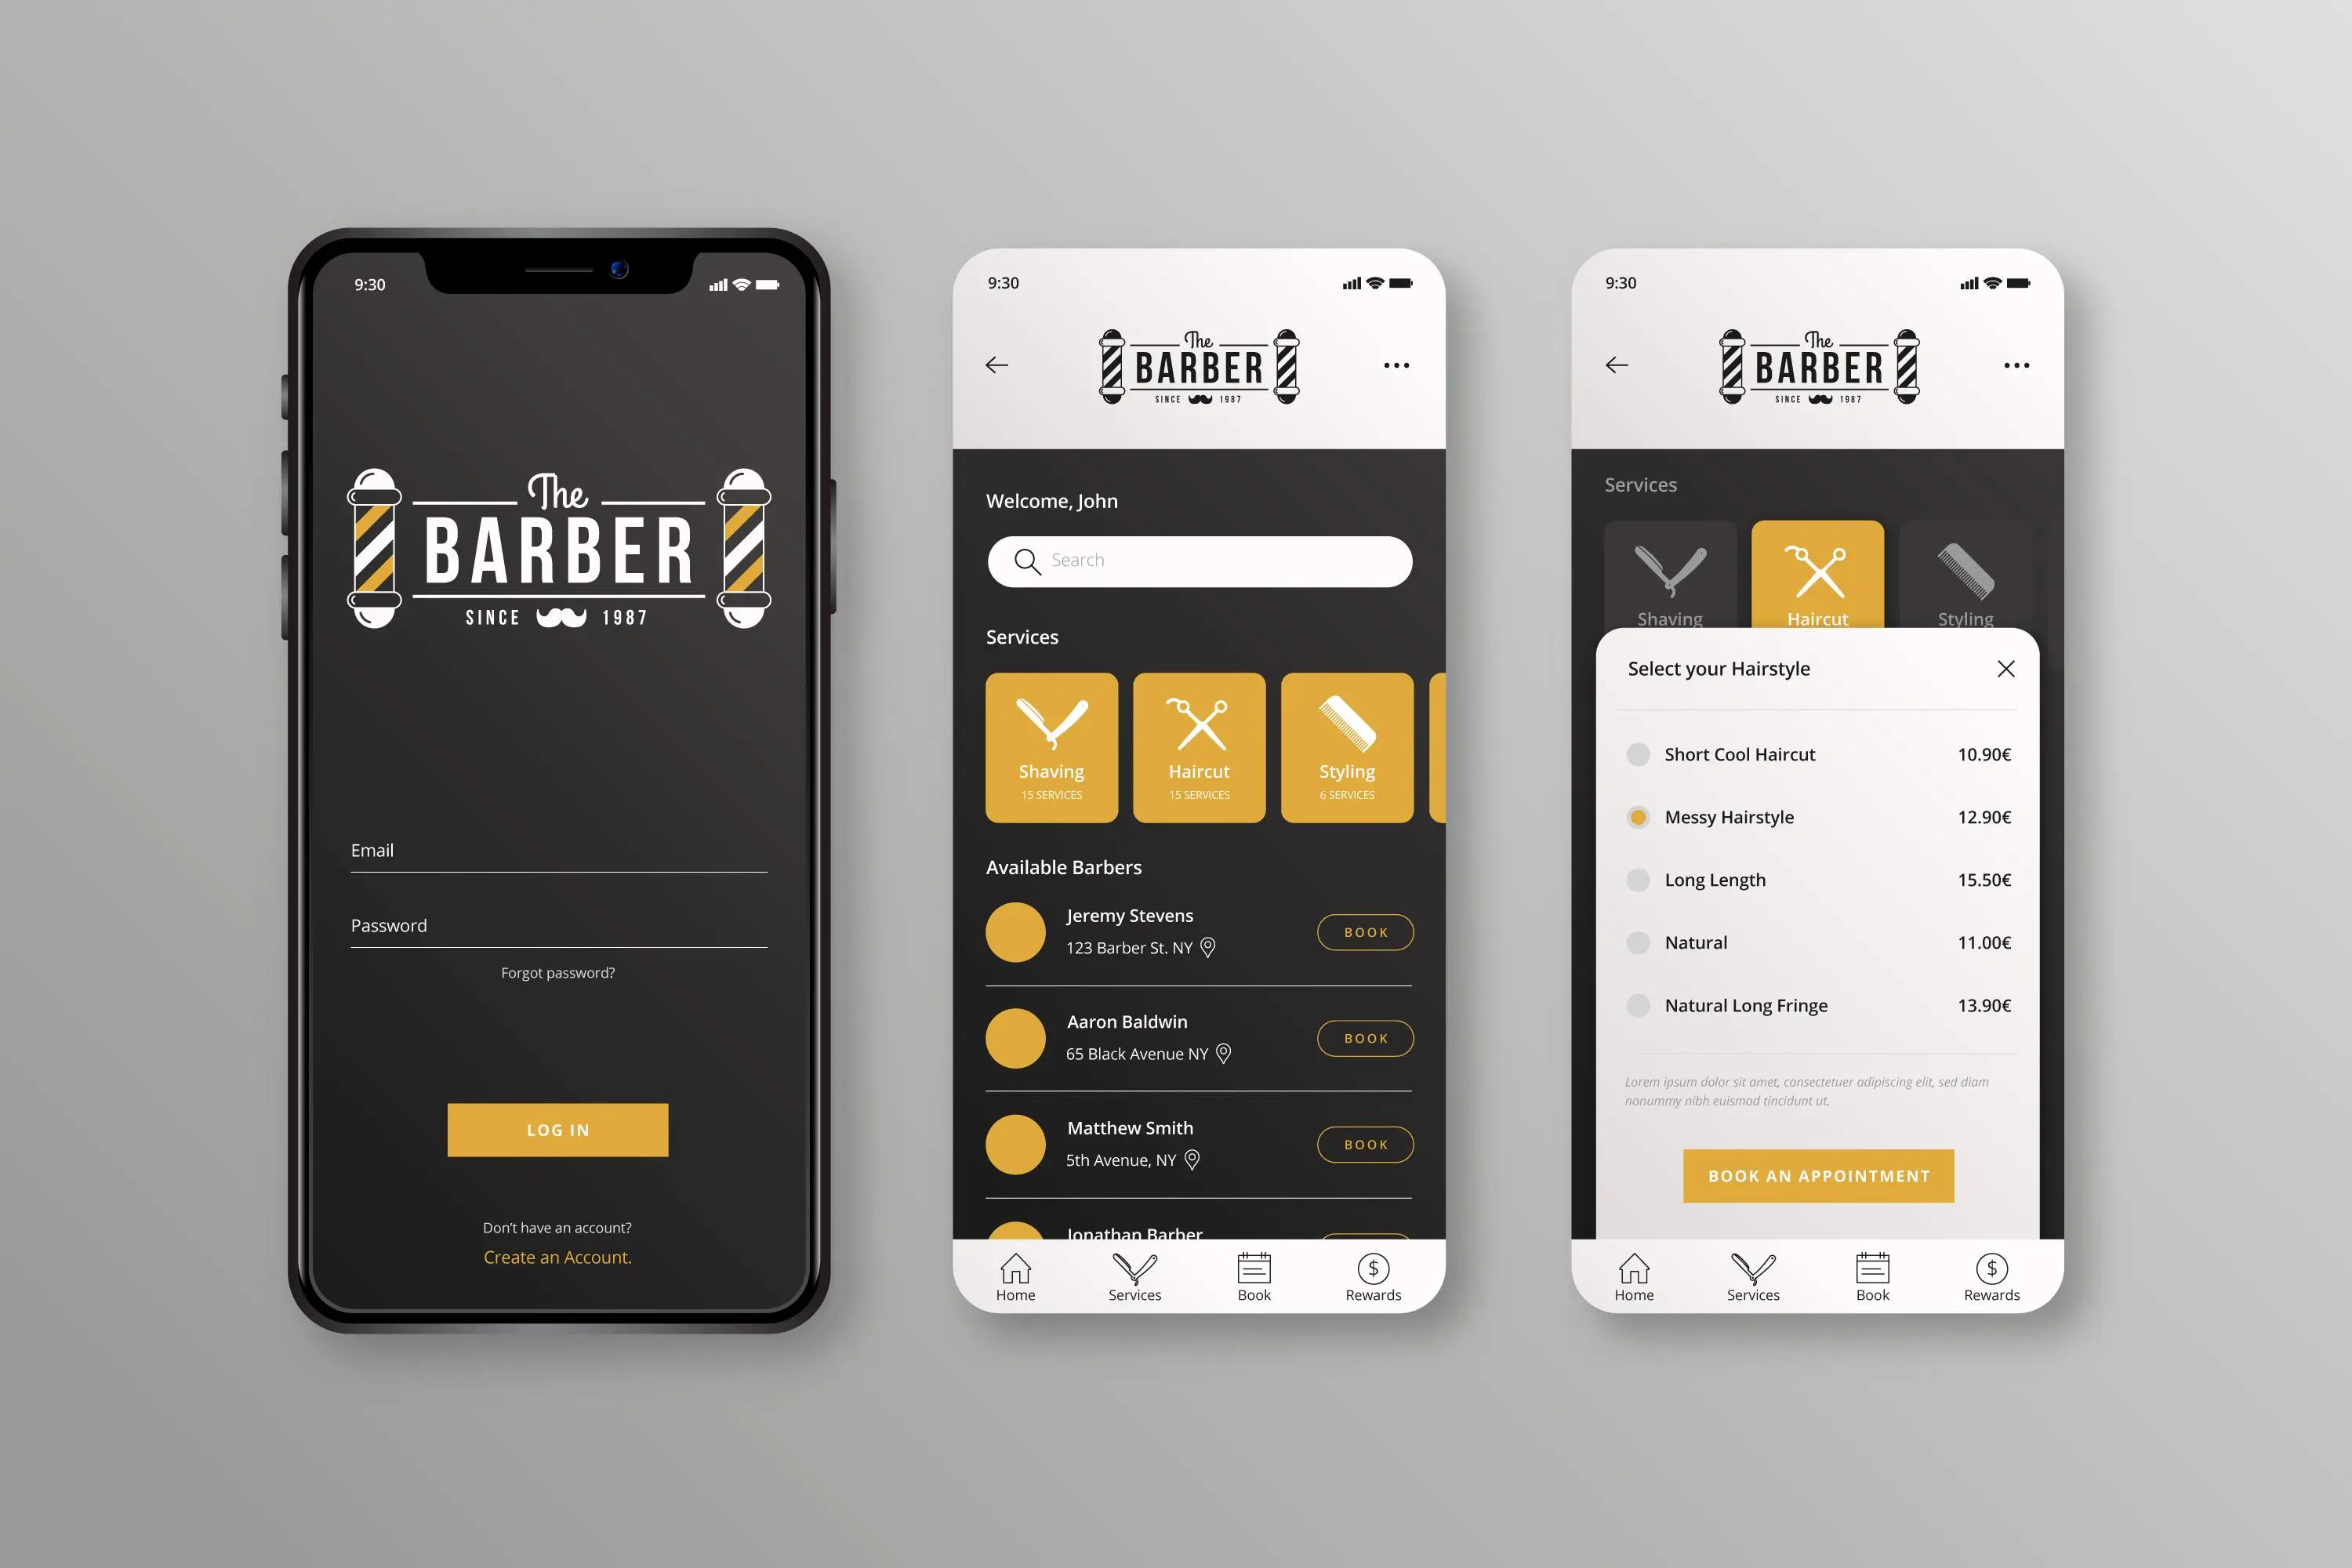 9:30
The
BARBER
SINCE 1987
Email
Password
Forgot password?
LOG IN
Don't have an account?
Create an Account.
9:30
The
BARBER
SINCE 1987
Welcome, John
Search
Services
Shaving
15 SERVICES
Haircut
15 SERVICES
Styling
6 SERVICES
Available Barbers
Jeremy Stevens
123 Barber St. NY
BOOK
Aaron Baldwin
65 Black Avenue NY
BOOK
Matthew Smith
5th Avenue, NY
BOOK
Jonathan Barber
Home
Services
Book
$
Rewards
9:30
The
BARBER
SINCE 1987
Services
Shaving
Haircut
Styling
Select your Hairstyle
Short Cool Haircut 10.90€
Messy Hairstyle 12.90€
Long Length 15.50€
Natural 11.00€
Natural Long Fringe 13.90€
Lorem ipsum dolor sit amet, consectetuer adipiscing elit, sed diam
nonummy nibh euismod tincidunt ut.
BOOK AN APPOINTMENT
Home
Services
Book
$
Rewards